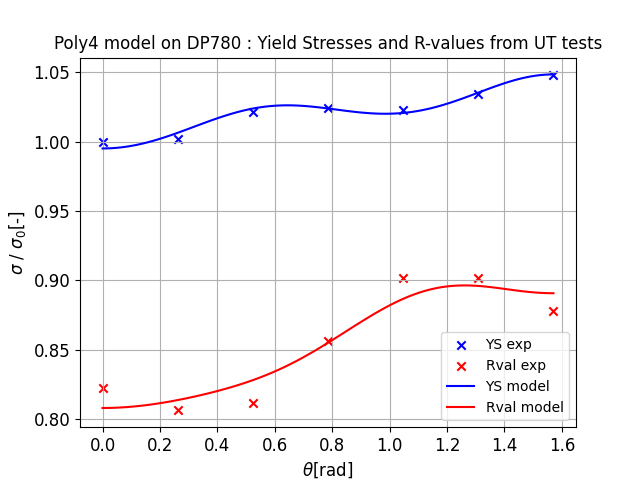 Poly4 model on DP780 : Yield Stresses and R-values from UT tests
1.05
1.00
0.95
0.90
0.85
0.80
σ / σ₀[-]
0.0 0.2 0.4 0.6 0.8 1.0 1.2 1.4 1.6
θ[rad]
YS exp
Rval exp
YS model
Rval model